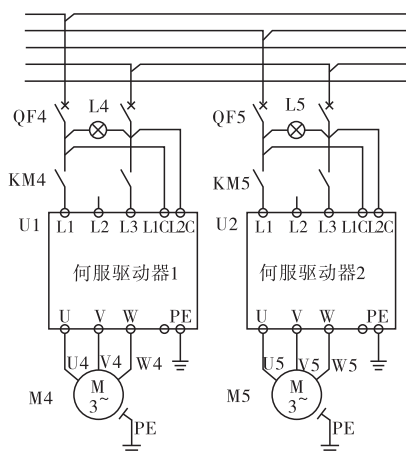 QF4 L4 QF5 L5
KM4 KM5
U1 L1 L2 L3 L1C L2C U2 L1 L2 L3 L1C L2C
伺服驱动器1 伺服驱动器2
U V W PE U V W PE
U4 V4 W4 U5 V5 W5
M4 M 3~ M5 M 3~
PE PE